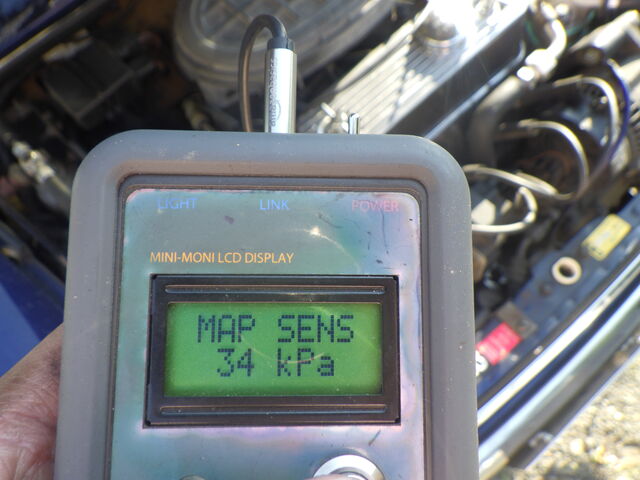 LIGHT LINK POWER
MINI-MONI LCD DISPLAY
MAP SENS
34 kPa